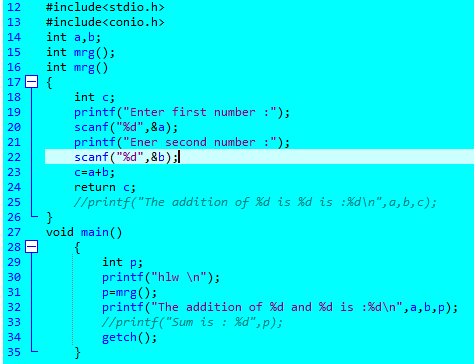 12 #include<stdio.h>
13 #include<conio.h>
14 int a,b;
15 int mrg();
16 int mrg()
17 {
18     int c;
19     printf("Enter first number :");
20     scanf("%d",&a);
21     printf("Ener second number :");
22     scanf("%d",&b);
23     c=a+b;
24     return c;
25     //printf("The addition of %d is %d is :%d\n",a,b,c);
26 }
27 void main()
28     {
29         int p;
30         printf("hlw \n");
31         p=mrg();
32         printf("The addition of %d and %d is :%d\n",a,b,p);
33         //printf("Sum is : %d",p);
34         getch();
35     }